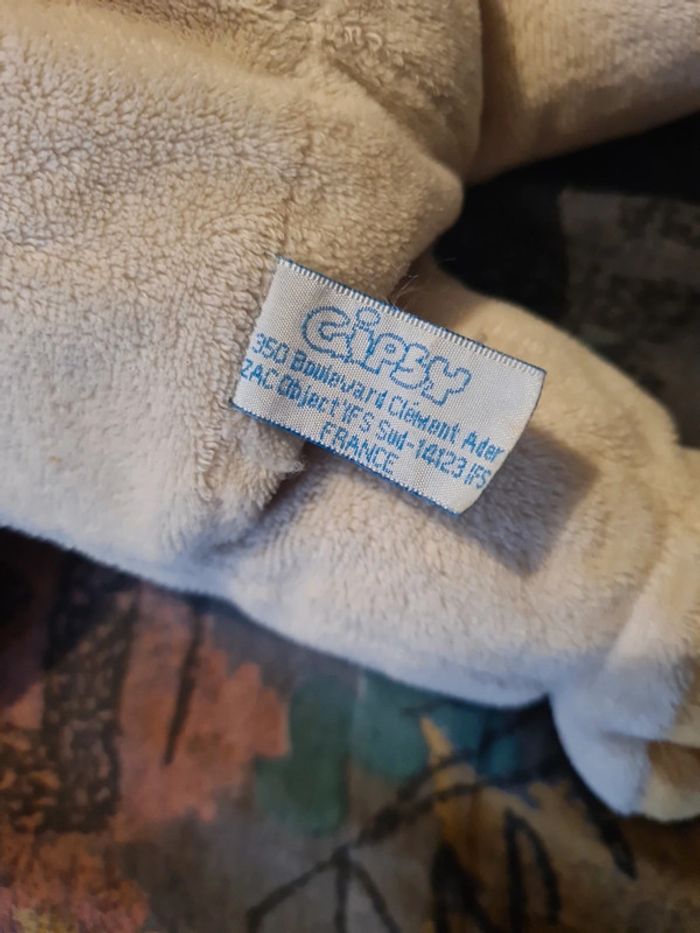 GiPSY
350 Boulevard Clément Ader
ZAC Object'IFS Sud-14123 IFS
FRANCE